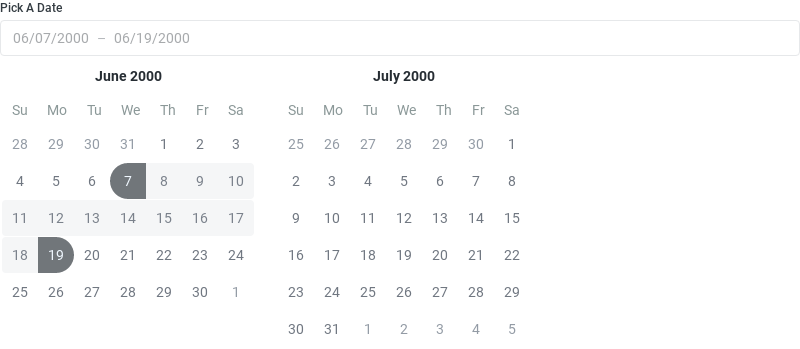 Pick A Date
06/07/2000 – 06/19/2000
June 2000
Su Mo Tu We Th Fr Sa
28 29 30 31 1 2 3
4 5 6 7 8 9 10
11 12 13 14 15 16 17
18 19 20 21 22 23 24
25 26 27 28 29 30 1
July 2000
Su Mo Tu We Th Fr Sa
25 26 27 28 29 30 1
2 3 4 5 6 7 8
9 10 11 12 13 14 15
16 17 18 19 20 21 22
23 24 25 26 27 28 29
30 31 1 2 3 4 5